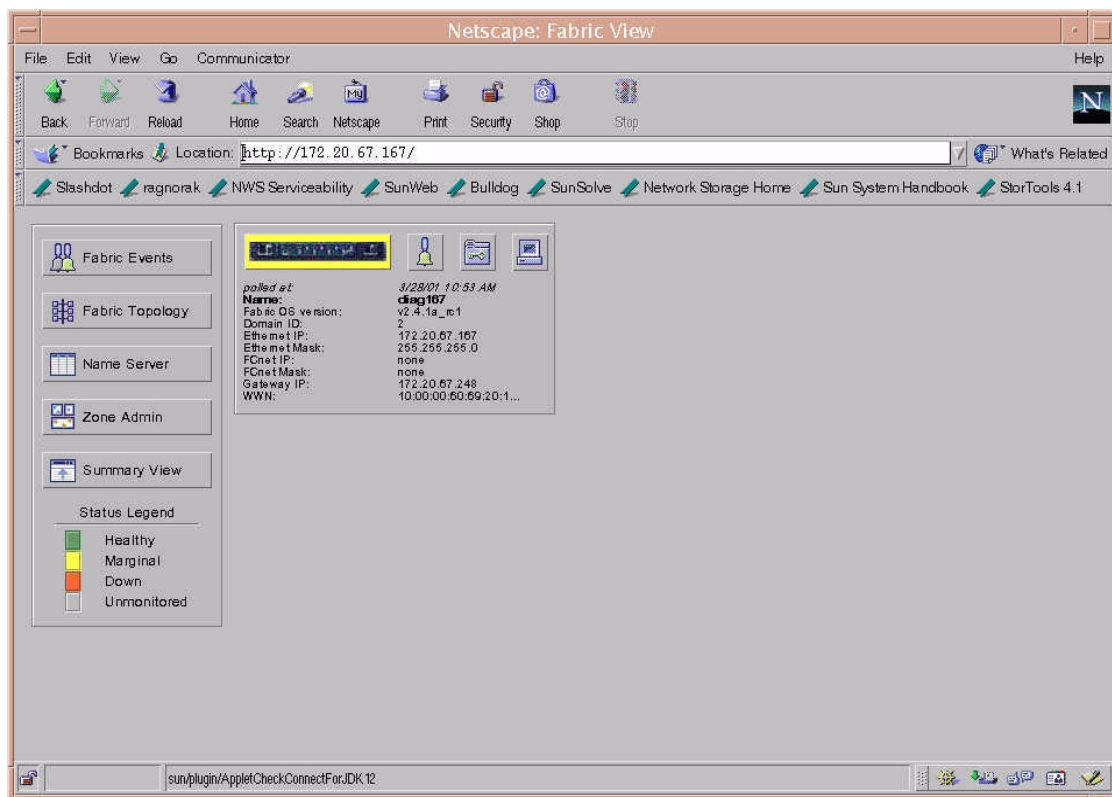 Netscape: Fabric View
File Edit View Go Communicator Help
Back Forward Reload Home Search Netscape Print Security Shop Stop
My
N
Bookmarks Location: http://172.20.67.167/ What's Related
Slashdot ragnorak NWS Serviceability SunWeb Bulldog SunSolve Network Storage Home Sun System Handbook StorTools 4.1
Fabric Events
Fabric Topology
Name Server
Zone Admin
Summary View
Status Legend
Healthy
Marginal
Down
Unmonitored
polled at: 3/28/01 10:53 AM
Name: diag167
Fabric OS version: v2.4.1a_rc1
Domain ID: 2
Ethernet IP: 172.20.67.167
Ethernet Mask: 255.255.255.0
FCnet IP: none
FCnet Mask: none
Gateway IP: 172.20.67.248
WWN: 10:00:00:60:69:20:1...
sun/plugin/AppletCheckConnectForJDK12